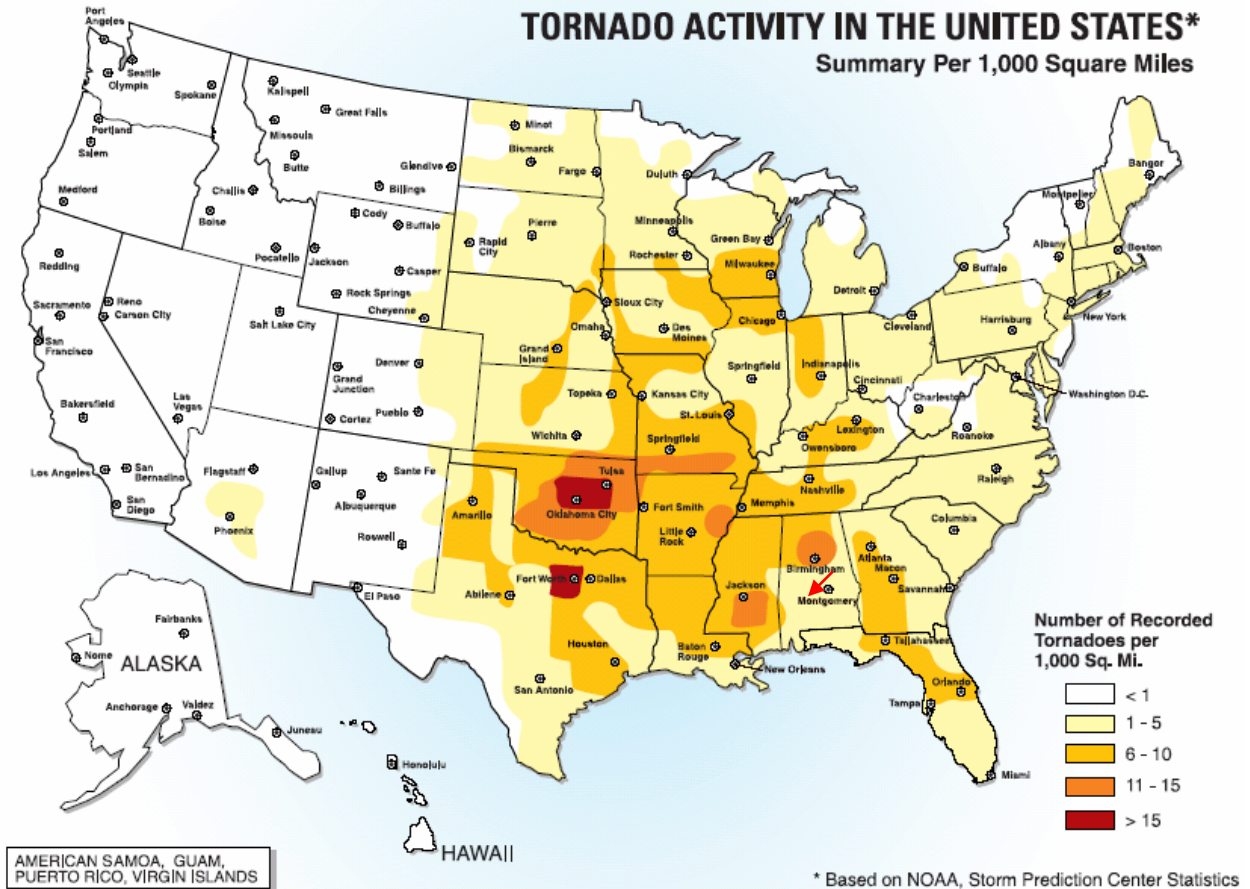 TORNADO ACTIVITY IN THE UNITED STATES*
Summary Per 1,000 Square Miles
Port
Angeles
Seattle
Olympia
Spokane
Portland
Salem
Medford
Kalispell
Great Falls
Missoula
Butte
Glendive
Billings
Challis
Boise
Pocatello
Cody
Buffalo
Jackson
Casper
Rock Springs
Cheyenne
Minot
Bismarck
Fargo
Pierre
Rapid
City
Duluth
Minneapolis
Rochester
Green Bay
Milwaukee
Bangor
Montpelier
Albany
Boston
Buffalo
New York
Detroit
Cleveland
Harrisburg
Washington D.C.
Redding
Sacramento
San
Francisco
Reno
Carson City
Bakersfield
Las
Vegas
Los Angeles
San
Bernadino
San
Diego
Salt Lake City
Denver
Grand
Junction
Pueblo
Cortez
Sioux City
Omaha
Grand
Island
Des
Moines
Chicago
Springfield
Indianapolis
Cincinnati
Charleston
Roanoke
Topeka
Kansas City
St. Louis
Wichita
Springfield
Lexington
Owensboro
Raleigh
Flagstaff
Phoenix
Gallup
Sante Fe
Albuquerque
Roswell
Amarillo
Tulsa
Oklahoma City
Fort Smith
Little
Rock
Memphis
Nashville
Columbia
Birmingham
Atlanta
Macon
Savannah
Montgomery
Jackson
El Paso
Abilene
Fort Worth
Dallas
Houston
San Antonio
Baton
Rouge
New Orleans
Tallahassee
Orlando
Tampa
Miami
Fairbanks
Nome
ALASKA
Anchorage
Valdez
Juneau
Honolulu
HAWAII
Number of Recorded
Tornadoes per
1,000 Sq. Mi.
< 1
1 - 5
6 - 10
11 - 15
> 15
AMERICAN SAMOA, GUAM,
PUERTO RICO, VIRGIN ISLANDS
* Based on NOAA, Storm Prediction Center Statistics